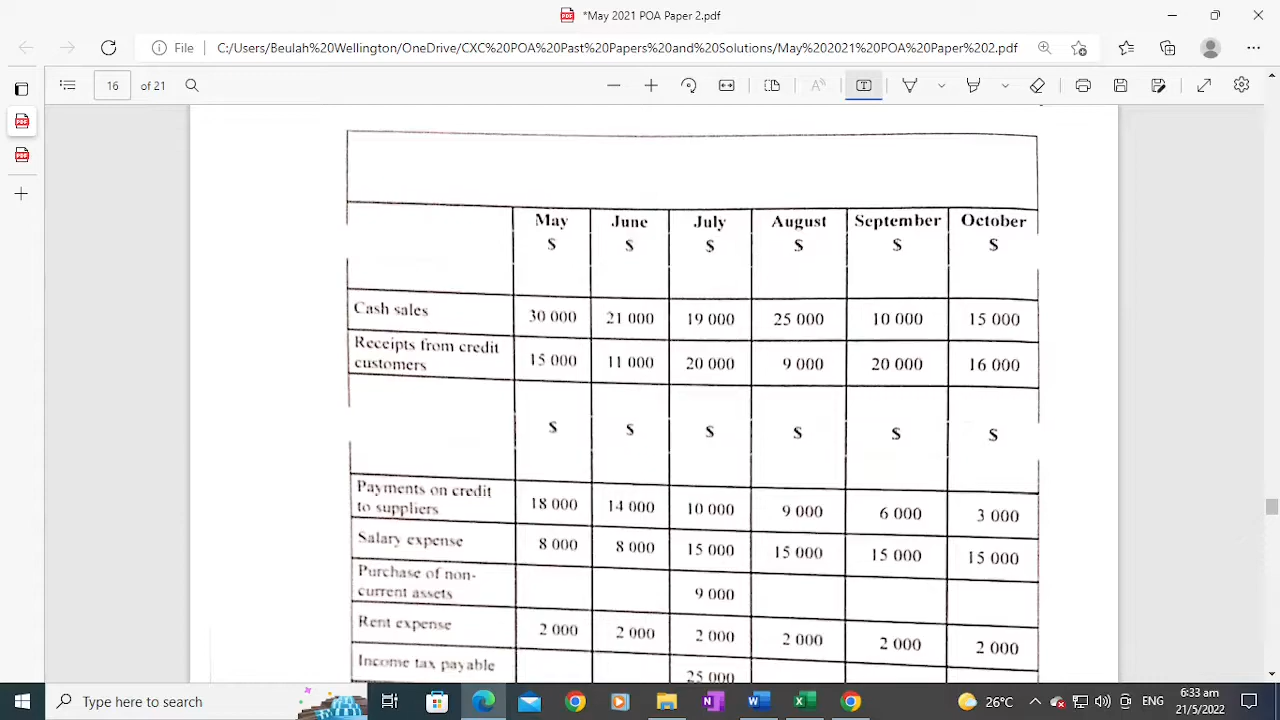 *May 2021 POA Paper 2.pdf
File C:/Users/Beulah%20Wellington/OneDrive/CXC%20POA%20Past%20Papers%20and%20Solutions/May%202021%20POA%20Paper%202.pdf
16 of 21
May June July August September October
$ $ $ $ $ $
Cash sales 30 000 21 000 19 000 25 000 10 000 15 000
Receipts from credit
customers 15 000 11 000 20 000 9 000 20 000 16 000
$ $ $ $ $ $
Payments on credit
to suppliers 18 000 14 000 10 000 9 000 6 000 3 000
Salary expense 8 000 8 000 15 000 15 000 15 000 15 000
Purchase of non-
current assets 9 000
Rent expense 2 000 2 000 2 000 2 000 2 000 2 000
Income tax payable 25 000
Type here to search 26°C ENG 6:53 am
21/5/2022